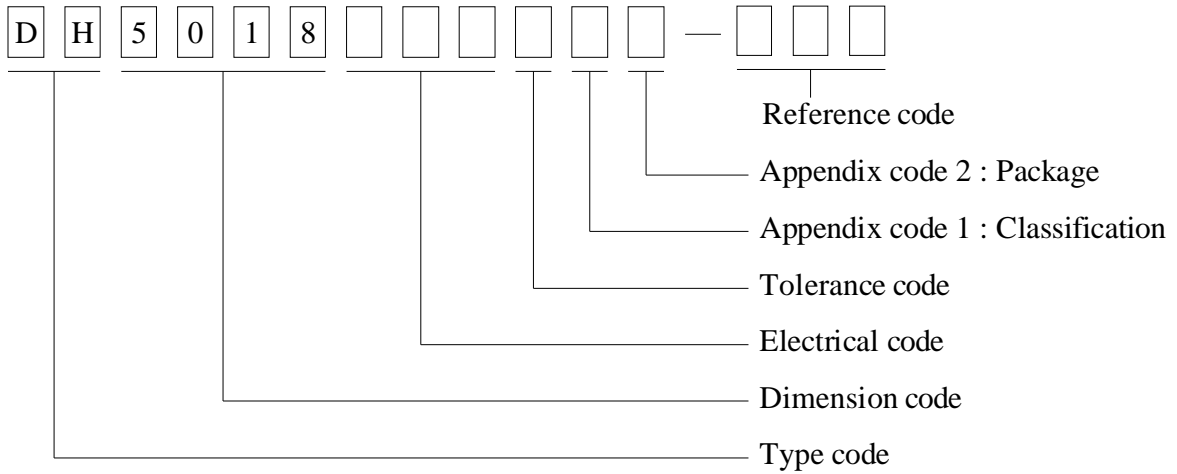 D H 5 0 1 8 —
Reference code
Appendix code 2 : Package
Appendix code 1 : Classification
Tolerance code
Electrical code
Dimension code
Type code